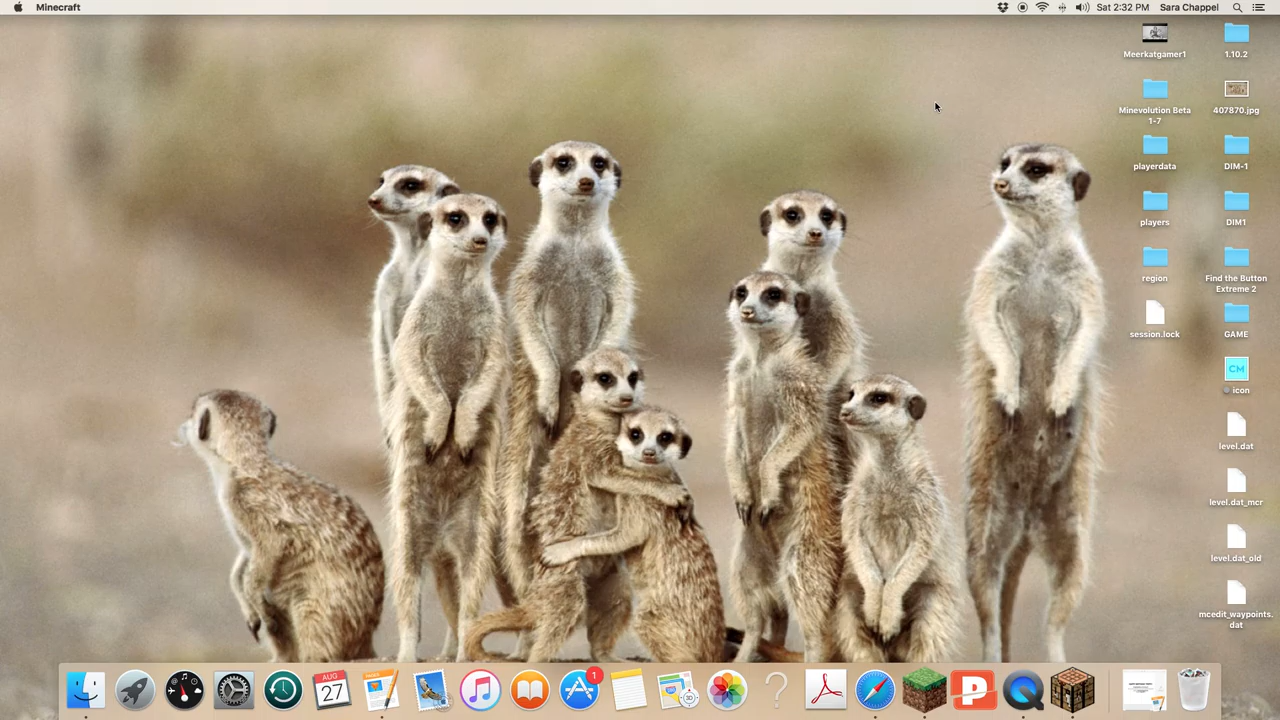 Minecraft
Sat 2:32 PM
Sara Chappel
Meerkatgamer1
1.10.2
Minevolution Beta
1-7
407870.jpg
playerdata
DIM-1
players
DIM1
region
Find the Button
Extreme 2
session.lock
GAME
CM
icon
level.dat
level.dat_mcr
level.dat_old
mcedit_waypoints.
dat
AUG
27
1
3D
?
P